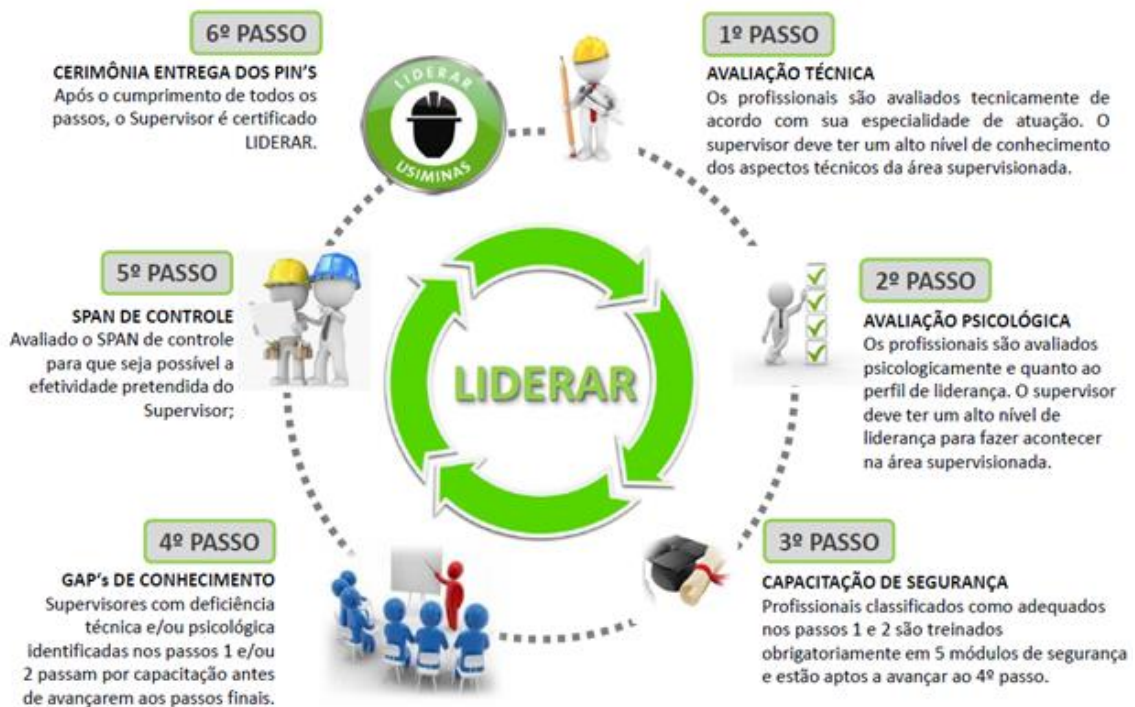 6º PASSO
CERIMÔNIA ENTREGA DOS PIN'S
Após o cumprimento de todos os
passos, o Supervisor é certificado
LIDERAR.
LIDERAR
USIMINAS
1º PASSO
AVALIAÇÃO TÉCNICA
Os profissionais são avaliados tecnicamente de
acordo com sua especialidade de atuação. O
supervisor deve ter um alto nível de conhecimento
dos aspectos técnicos da área supervisionada.
5º PASSO
SPAN DE CONTROLE
Avaliado o SPAN de controle
para que seja possível a
efetividade pretendida do
Supervisor;
LIDERAR
2º PASSO
AVALIAÇÃO PSICOLÓGICA
Os profissionais são avaliados
psicologicamente e quanto ao
perfil de liderança. O supervisor
deve ter um alto nível de
liderança para fazer acontecer
na área supervisionada.
4º PASSO
GAP's DE CONHECIMENTO
Supervisores com deficiência
técnica e/ou psicológica
identificadas nos passos 1 e/ou
2 passam por capacitação antes
de avançarem aos passos finais.
3º PASSO
CAPACITAÇÃO DE SEGURANÇA
Profissionais classificados como adequados
nos passos 1 e 2 são treinados
obrigatoriamente em 5 módulos de segurança
e estão aptos a avançar ao 4º passo.